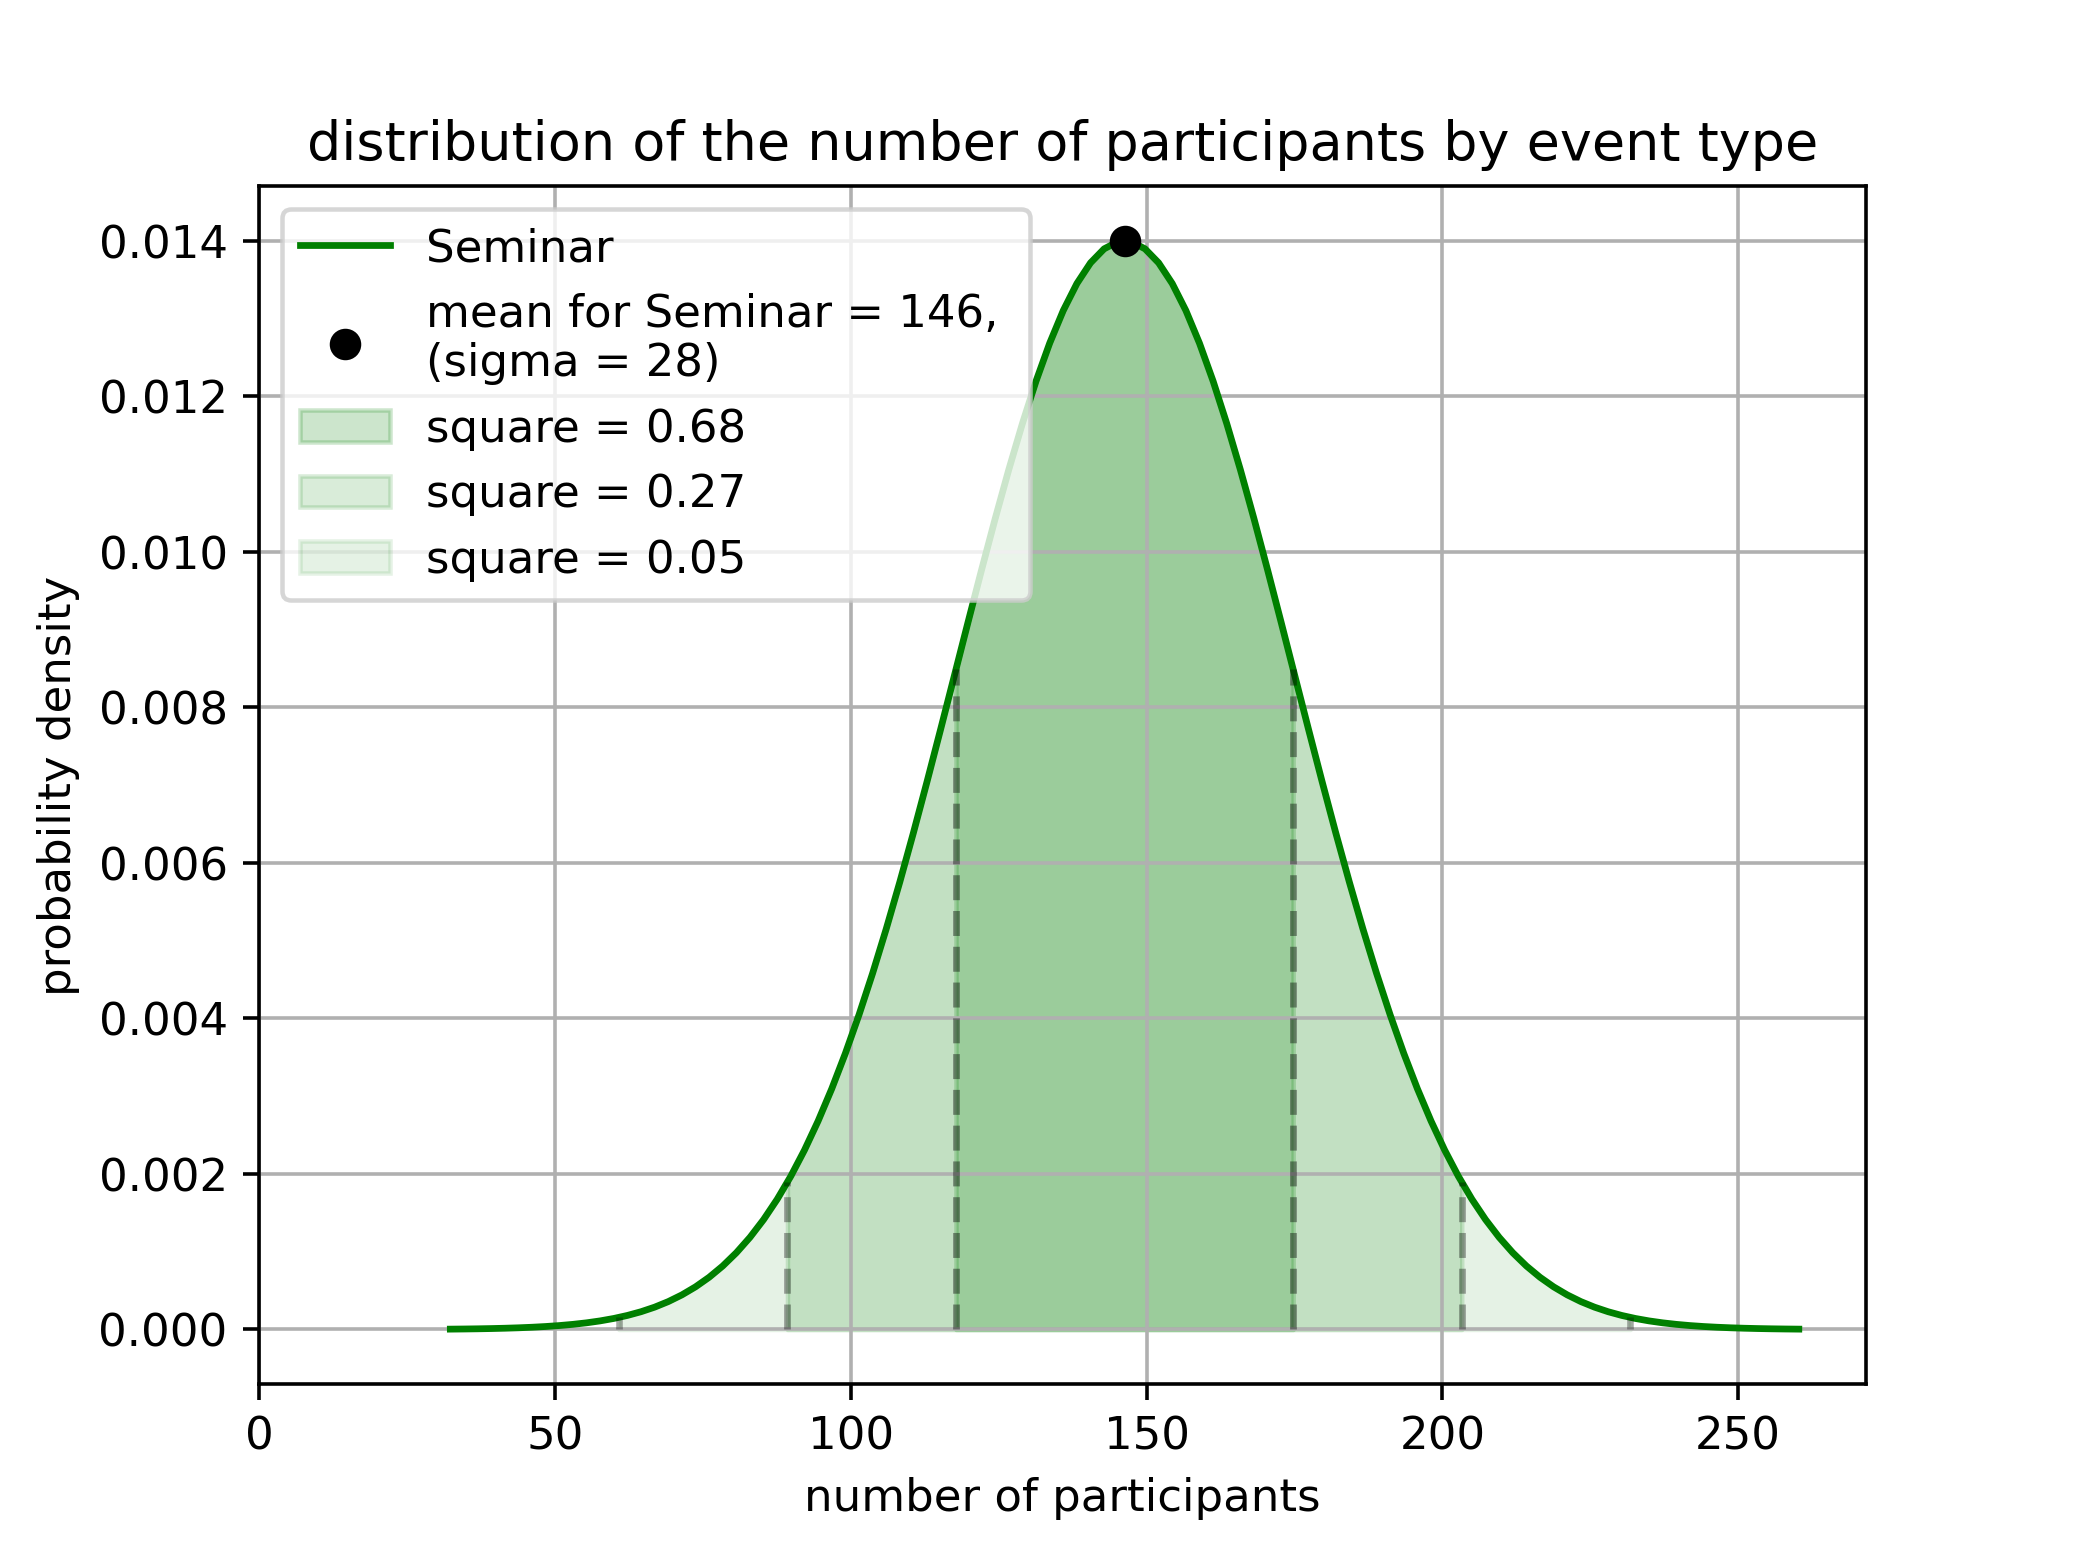 distribution of the number of participants by event type
Seminar
mean for Seminar = 146,
(sigma = 28)
square = 0.68
square = 0.27
square = 0.05
probability density
0.014
0.012
0.010
0.008
0.006
0.004
0.002
0.000
0 50 100 150 200 250
number of participants